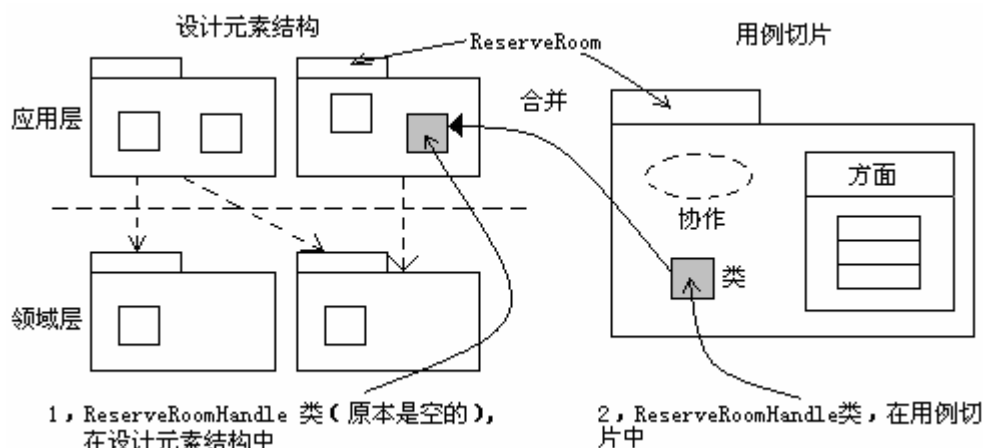 设计元素结构
ReserveRoom
用例切片
应用层
合并
方面
协作
类
领域层
1，ReserveRoomHandle 类（原本是空的），
在设计元素结构中
2，ReserveRoomHandle类，在用例切
片中